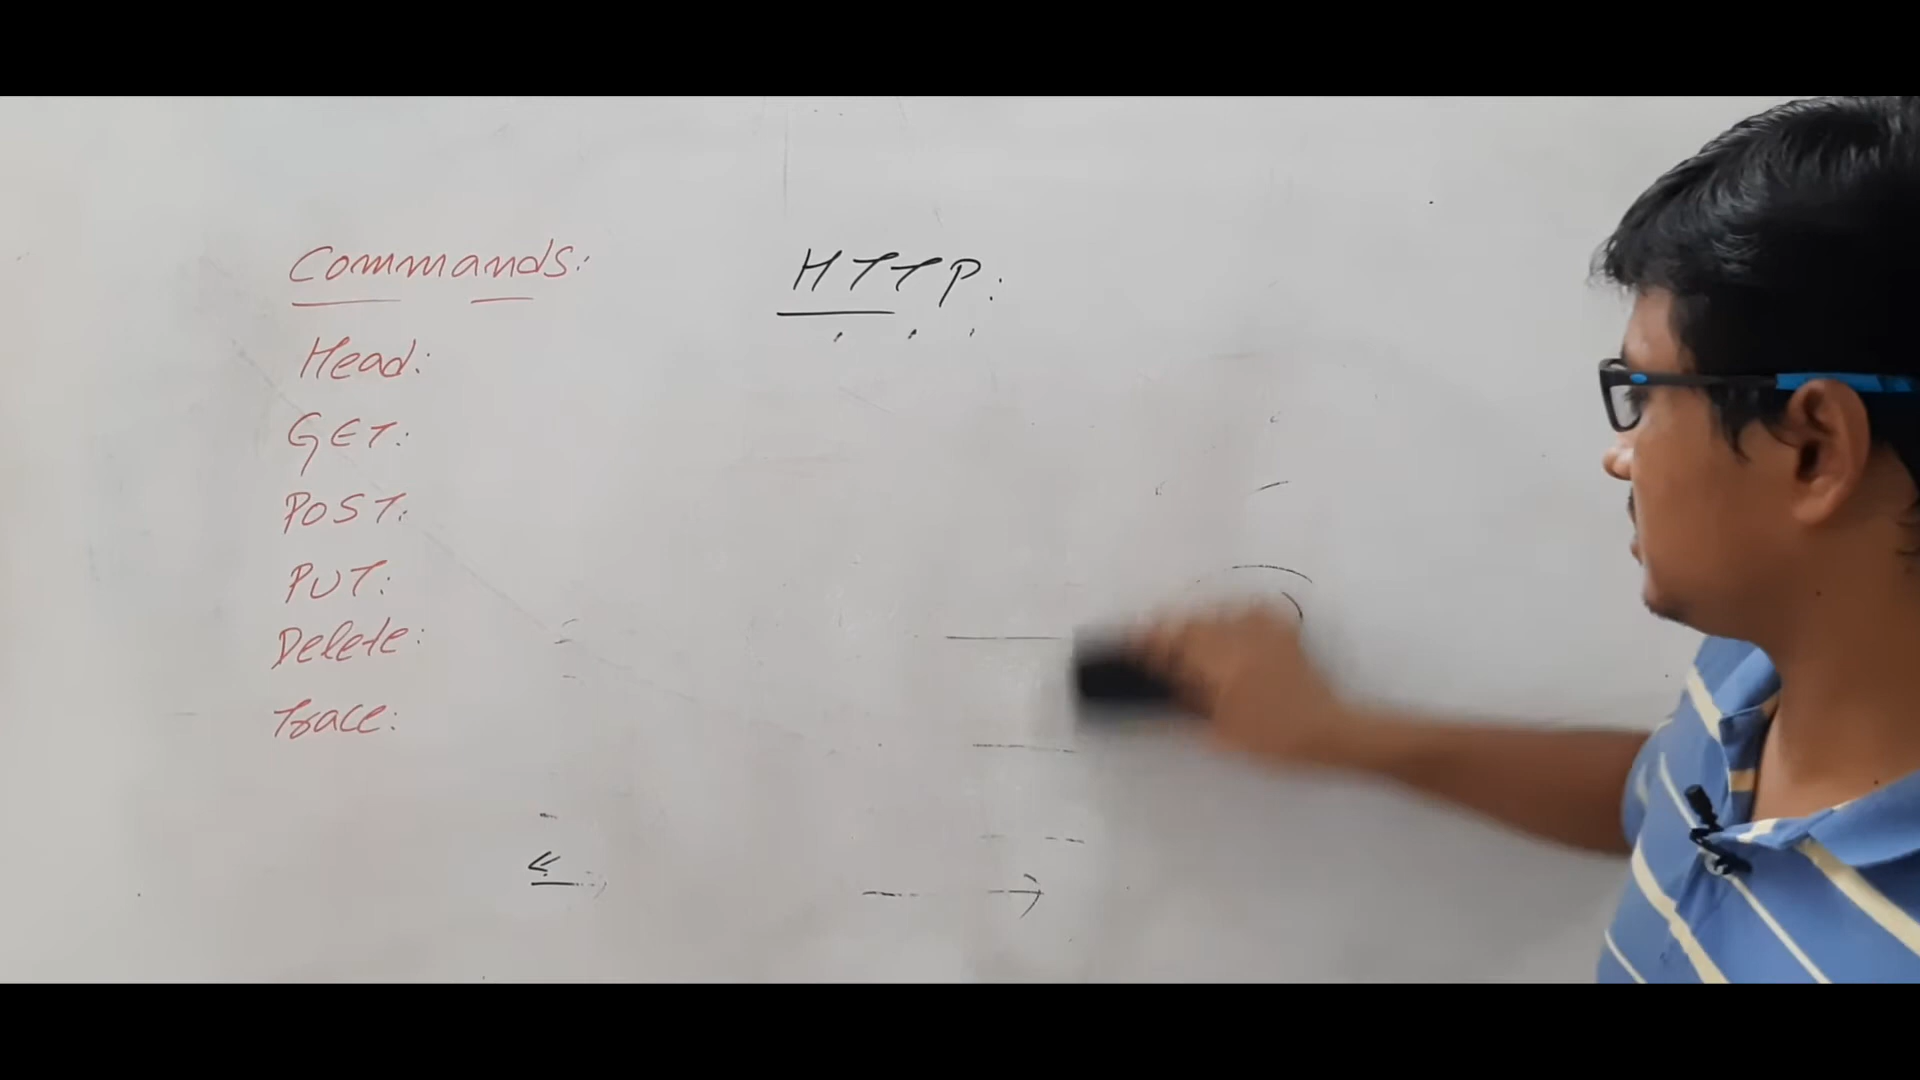 Commands:
HTTP:
Head:
GET:
POST:
PUT:
Delete:
Trace: